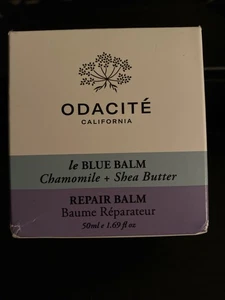 ODACITÉ
CALIFORNIA
le BLUE BALM
Chamomile + Shea Butter
REPAIR BALM
Baume Réparateur
50ml e 1.69 fl oz